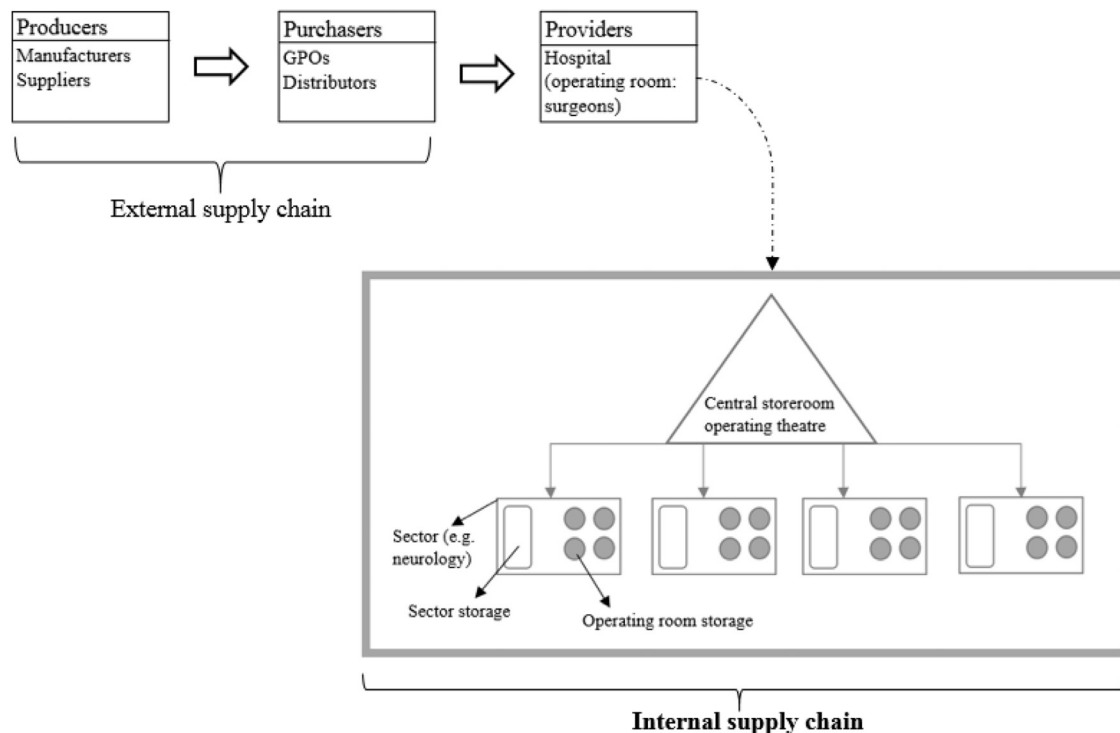 Producers
Manufacturers
Suppliers
Purchasers
GPOs
Distributors
Providers
Hospital
(operating room:
surgeons)
External supply chain
Central storeroom
operating theatre
Sector (e.g.
neurology)
Sector storage
Operating room storage
Internal supply chain